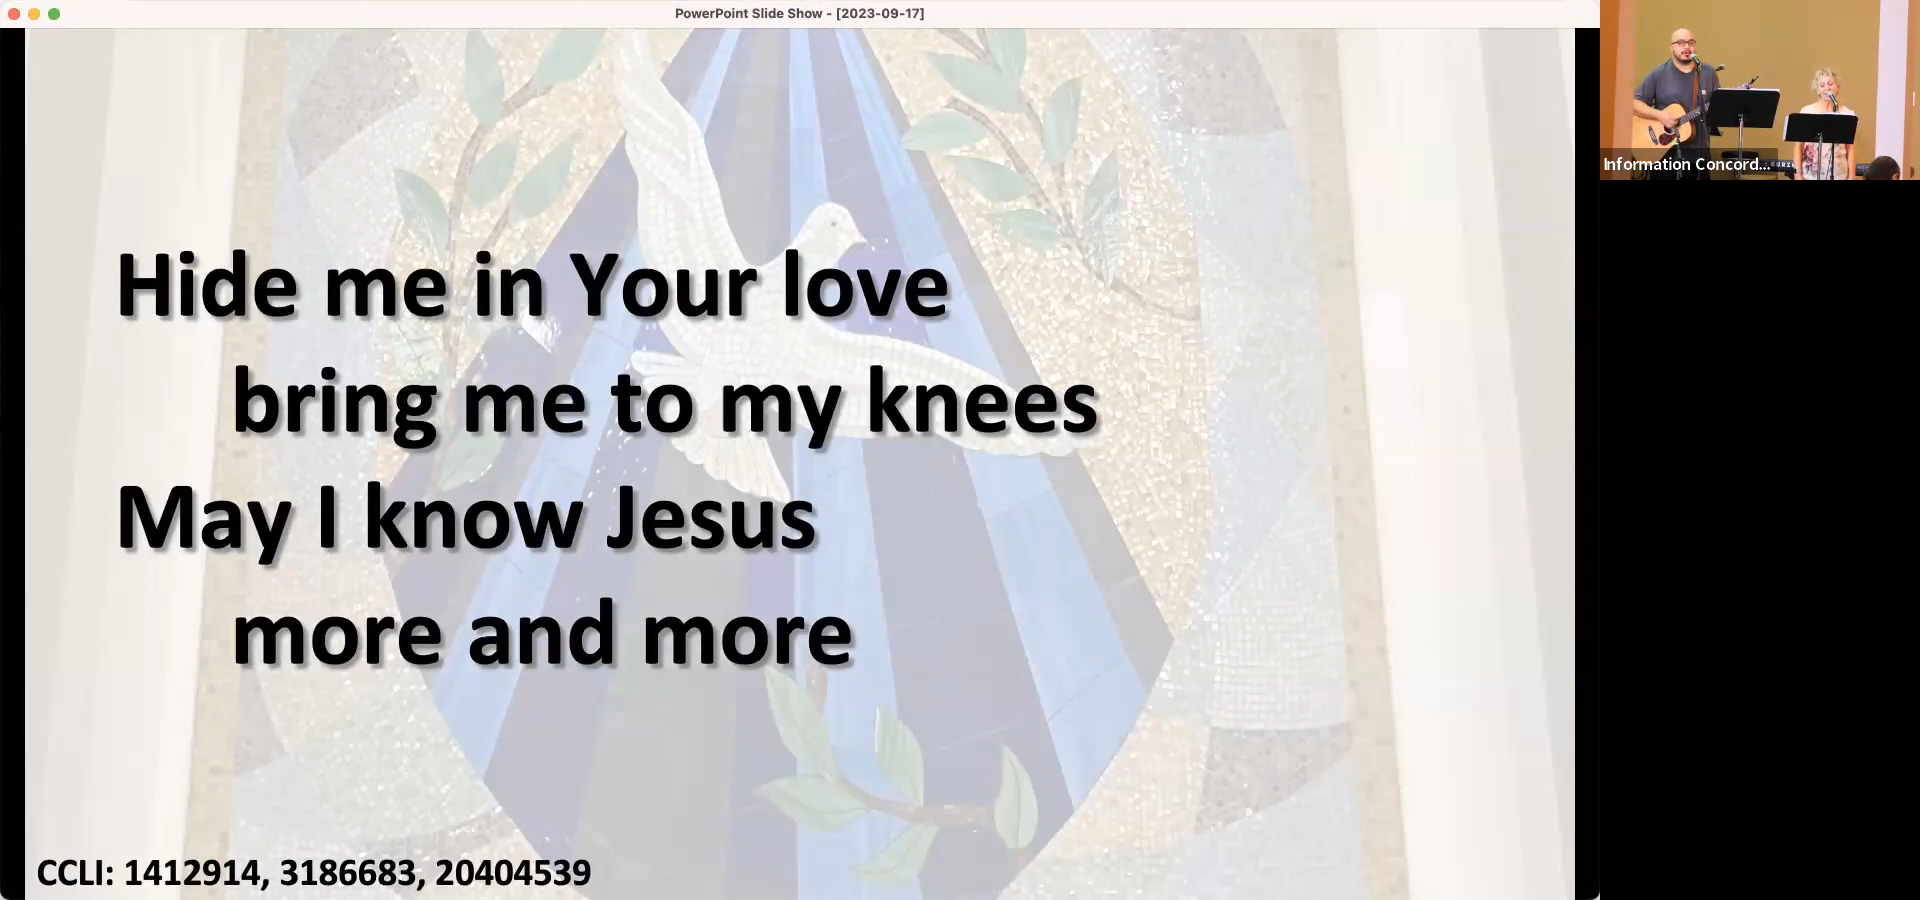 PowerPoint Slide Show - [2023-09-17]
Hide me in Your love
bring me to my knees
May I know Jesus
more and more
CCLI: 1412914, 3186683, 20404539
Information Concord...